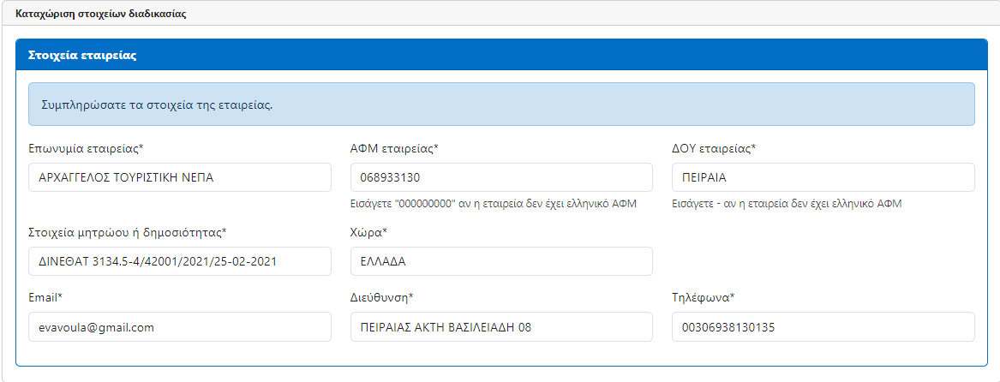 Καταχώριση στοιχείων διαδικασίας
Στοιχεία εταιρείας
Συμπληρώσατε τα στοιχεία της εταιρείας.
Επωνυμία εταιρείας* ΑΦΜ εταιρείας* ΔΟΥ εταιρείας*
ΑΡΧΑΓΓΕΛΟΣ ΤΟΥΡΙΣΤΙΚΗ ΝΕΠΑ 068933130 ΠΕΙΡΑΙΑ
Εισάγετε "000000000" αν η εταιρεία δεν έχει ελληνικό ΑΦΜ Εισάγετε - αν η εταιρεία δεν έχει ελληνικό ΑΦΜ
Στοιχεία μητρώου ή δημοσιότητας* Χώρα*
ΔΙΝΕΘΑΤ 3134.5-4/42001/2021/25-02-2021 ΕΛΛΑΔΑ
Email* Διεύθυνση* Τηλέφωνα*
evavoula@gmail.com ΠΕΙΡΑΙΑΣ ΑΚΤΗ ΒΑΣΙΛΕΙΑΔΗ 08 00306938130135